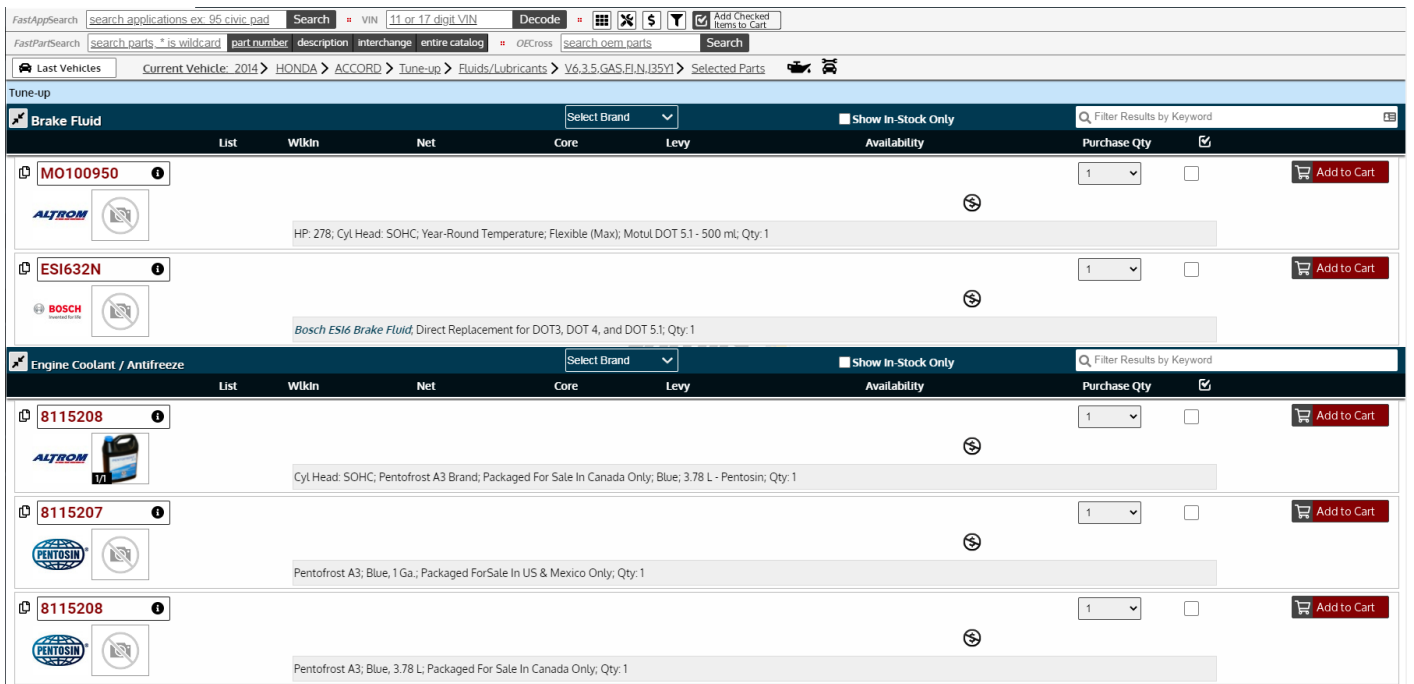 FastAppSearch search applications ex: 95 civic pad Search VIN 11 or 17 digit VIN Decode $ Add Checked Items to Cart
FastPartSearch search parts, * is wildcard part number description interchange entire catalog OECross search oem parts Search
Last Vehicles Current Vehicle: 2014 HONDA ACCORD Tune-up Fluids/Lubricants V6,3.5,GAS,FI,N,J35Y1 Selected Parts
Tune-up
Brake Fluid Select Brand Show In-Stock Only Filter Results by Keyword
List WlkIn Net Core Levy Availability Purchase Qty
MO100950 1 Add to Cart
ALTROM
HP: 278; Cyl Head: SOHC; Year-Round Temperature; Flexible (Max); Motul DOT 5.1 - 500 ml; Qty: 1
ESI632N 1 Add to Cart
BOSCH
Invented for life
Bosch ESI6 Brake Fluid; Direct Replacement for DOT3, DOT 4, and DOT 5.1; Qty: 1
Engine Coolant / Antifreeze Select Brand Show In-Stock Only Filter Results by Keyword
List WlkIn Net Core Levy Availability Purchase Qty
8115208 1 Add to Cart
ALTROM 1/1
Cyl Head: SOHC; Pentofrost A3 Brand; Packaged For Sale In Canada Only; Blue; 3.78 L - Pentosin; Qty: 1
8115207 1 Add to Cart
PENTOSIN®
Pentofrost A3; Blue, 1 Ga.; Packaged ForSale In US & Mexico Only; Qty: 1
8115208 1 Add to Cart
PENTOSIN®
Pentofrost A3; Blue, 3.78 L; Packaged For Sale In Canada Only; Qty: 1